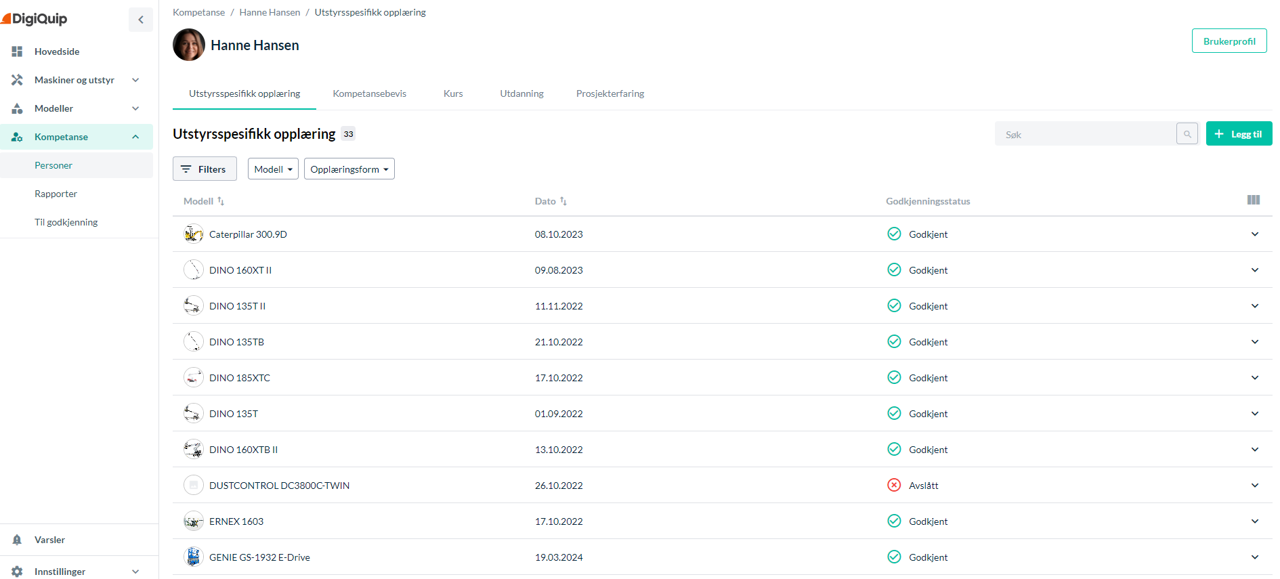 DigiQuip
Hovedside
Maskiner og utstyr
Modeller
Kompetanse
Personer
Rapporter
Til godkjenning
Varsler
Innstillinger
Kompetanse / Hanne Hansen / Utstyrsspesifikk opplæring
Hanne Hansen
Brukerprofil
Utstyrsspesifikk opplæring Kompetansebevis Kurs Utdanning Prosjekterfaring
Utstyrsspesifikk opplæring 33
Søk
Legg til
Filters Modell Opplæringsform
Modell Dato Godkjenningsstatus
Caterpillar 300.9D 08.10.2023 Godkjent
DINO 160XT II 09.08.2023 Godkjent
DINO 135T II 11.11.2022 Godkjent
DINO 135TB 21.10.2022 Godkjent
DINO 185XTC 17.10.2022 Godkjent
DINO 135T 01.09.2022 Godkjent
DINO 160XTB II 13.10.2022 Godkjent
DUSTCONTROL DC3800C-TWIN 26.10.2022 Avslått
ERNEX 1603 17.10.2022 Godkjent
GENIE GS-1932 E-Drive 19.03.2024 Godkjent